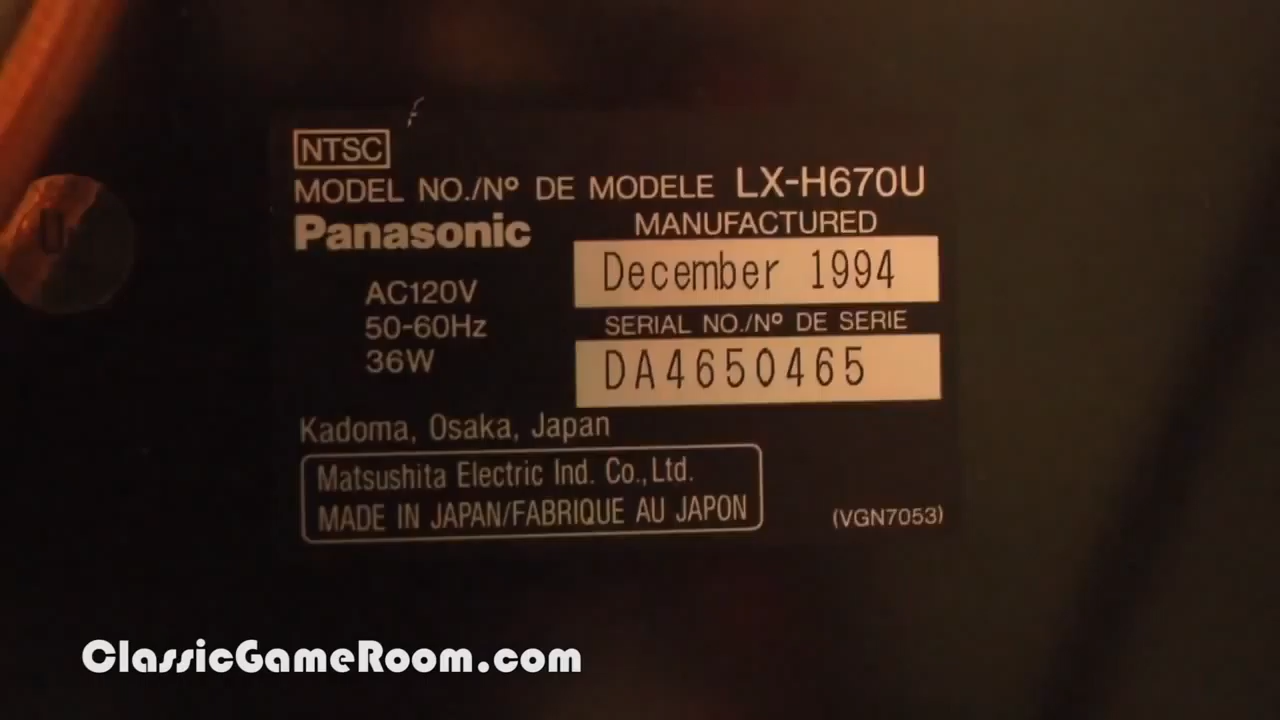 NTSC
MODEL NO./Nº DE MODELE LX-H670U
Panasonic
MANUFACTURED
December 1994
AC120V
50-60Hz
36W
SERIAL NO./Nº DE SERIE
DA4650465
Kadoma, Osaka, Japan
Matsushita Electric Ind. Co., Ltd.
MADE IN JAPAN/FABRIQUE AU JAPON
(VGN7053)
ClassicGameRoom.com